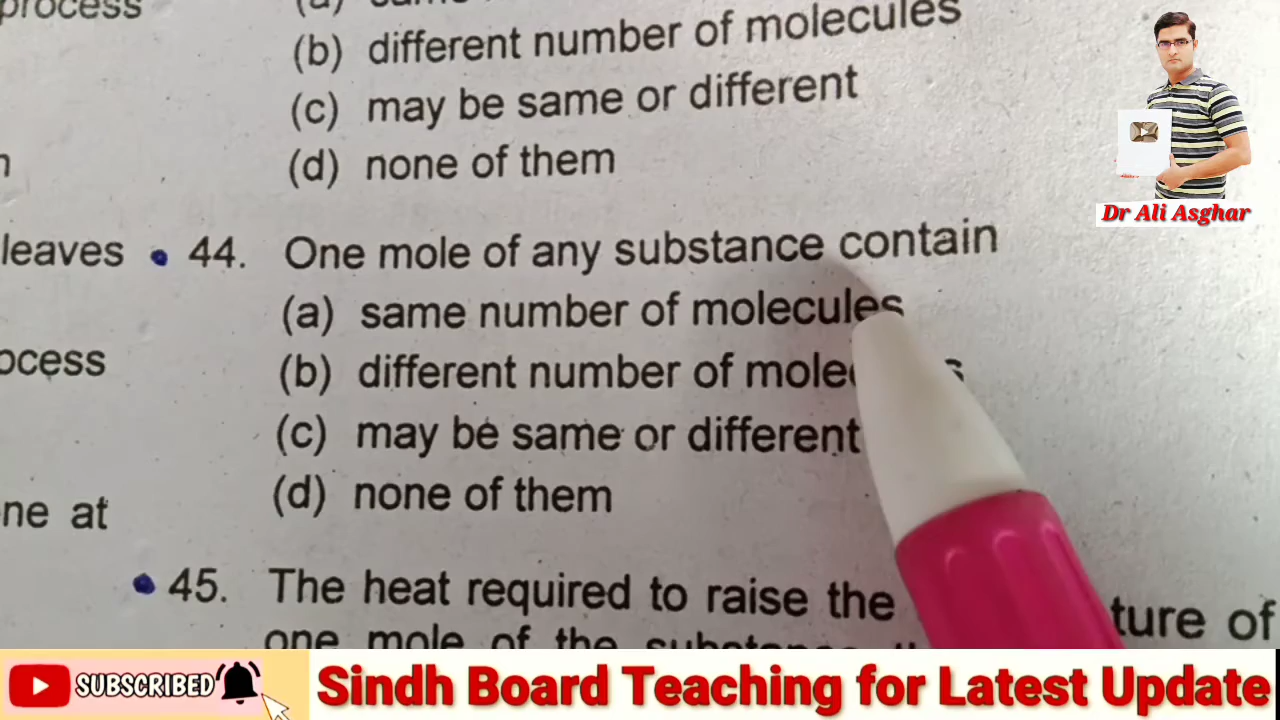 process
(b) different number of molecules
(c) may be same or different
(d) none of them
leaves
44. One mole of any substance contain
(a) same number of molecules
(b) different number of
(c) may be same or different
(d) none of them
ocess
ne at
45. The heat required to raise the ture of
one mole of the
Dr Ali Asghar
SUBSCRIBED
Sindh Board Teaching for Latest Update